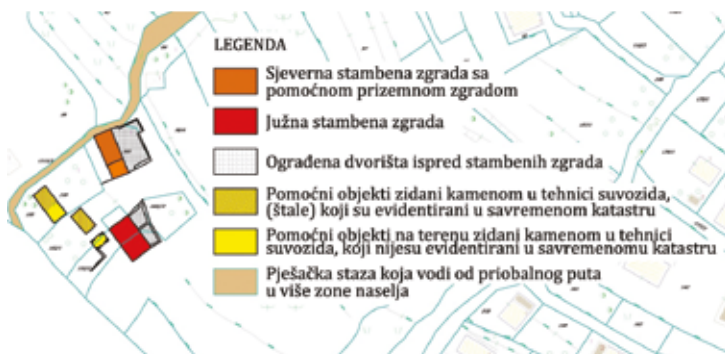 LEGENDA
Sjeverna stambena zgrada sa
pomoćnom prizemnom zgradom
Južna stambena zgrada
Ograđena dvorišta ispred stambenih zgrada
Pomoćni objekti zidani kamenom u tehnici suvozida,
(štale) koji su evidentirani u savremenom katastru
Pomoćni objekti na terenu zidani kamenom u tehnici
suvozida, koji nijesu evidentirani u savremenomu katastru
Pješačka staza koja vodi od priobalnog puta
u više zone naselja